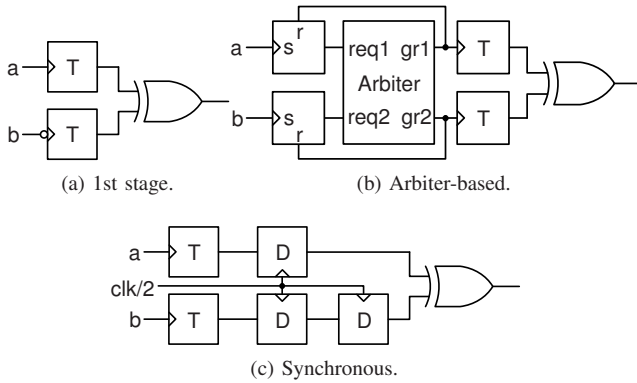 a T
b T
(a) 1st stage.
a s r req1 gr1 T
Arbiter
b s r req2 gr2 T
(b) Arbiter-based.
a T D
clk/2
b T D D
(c) Synchronous.